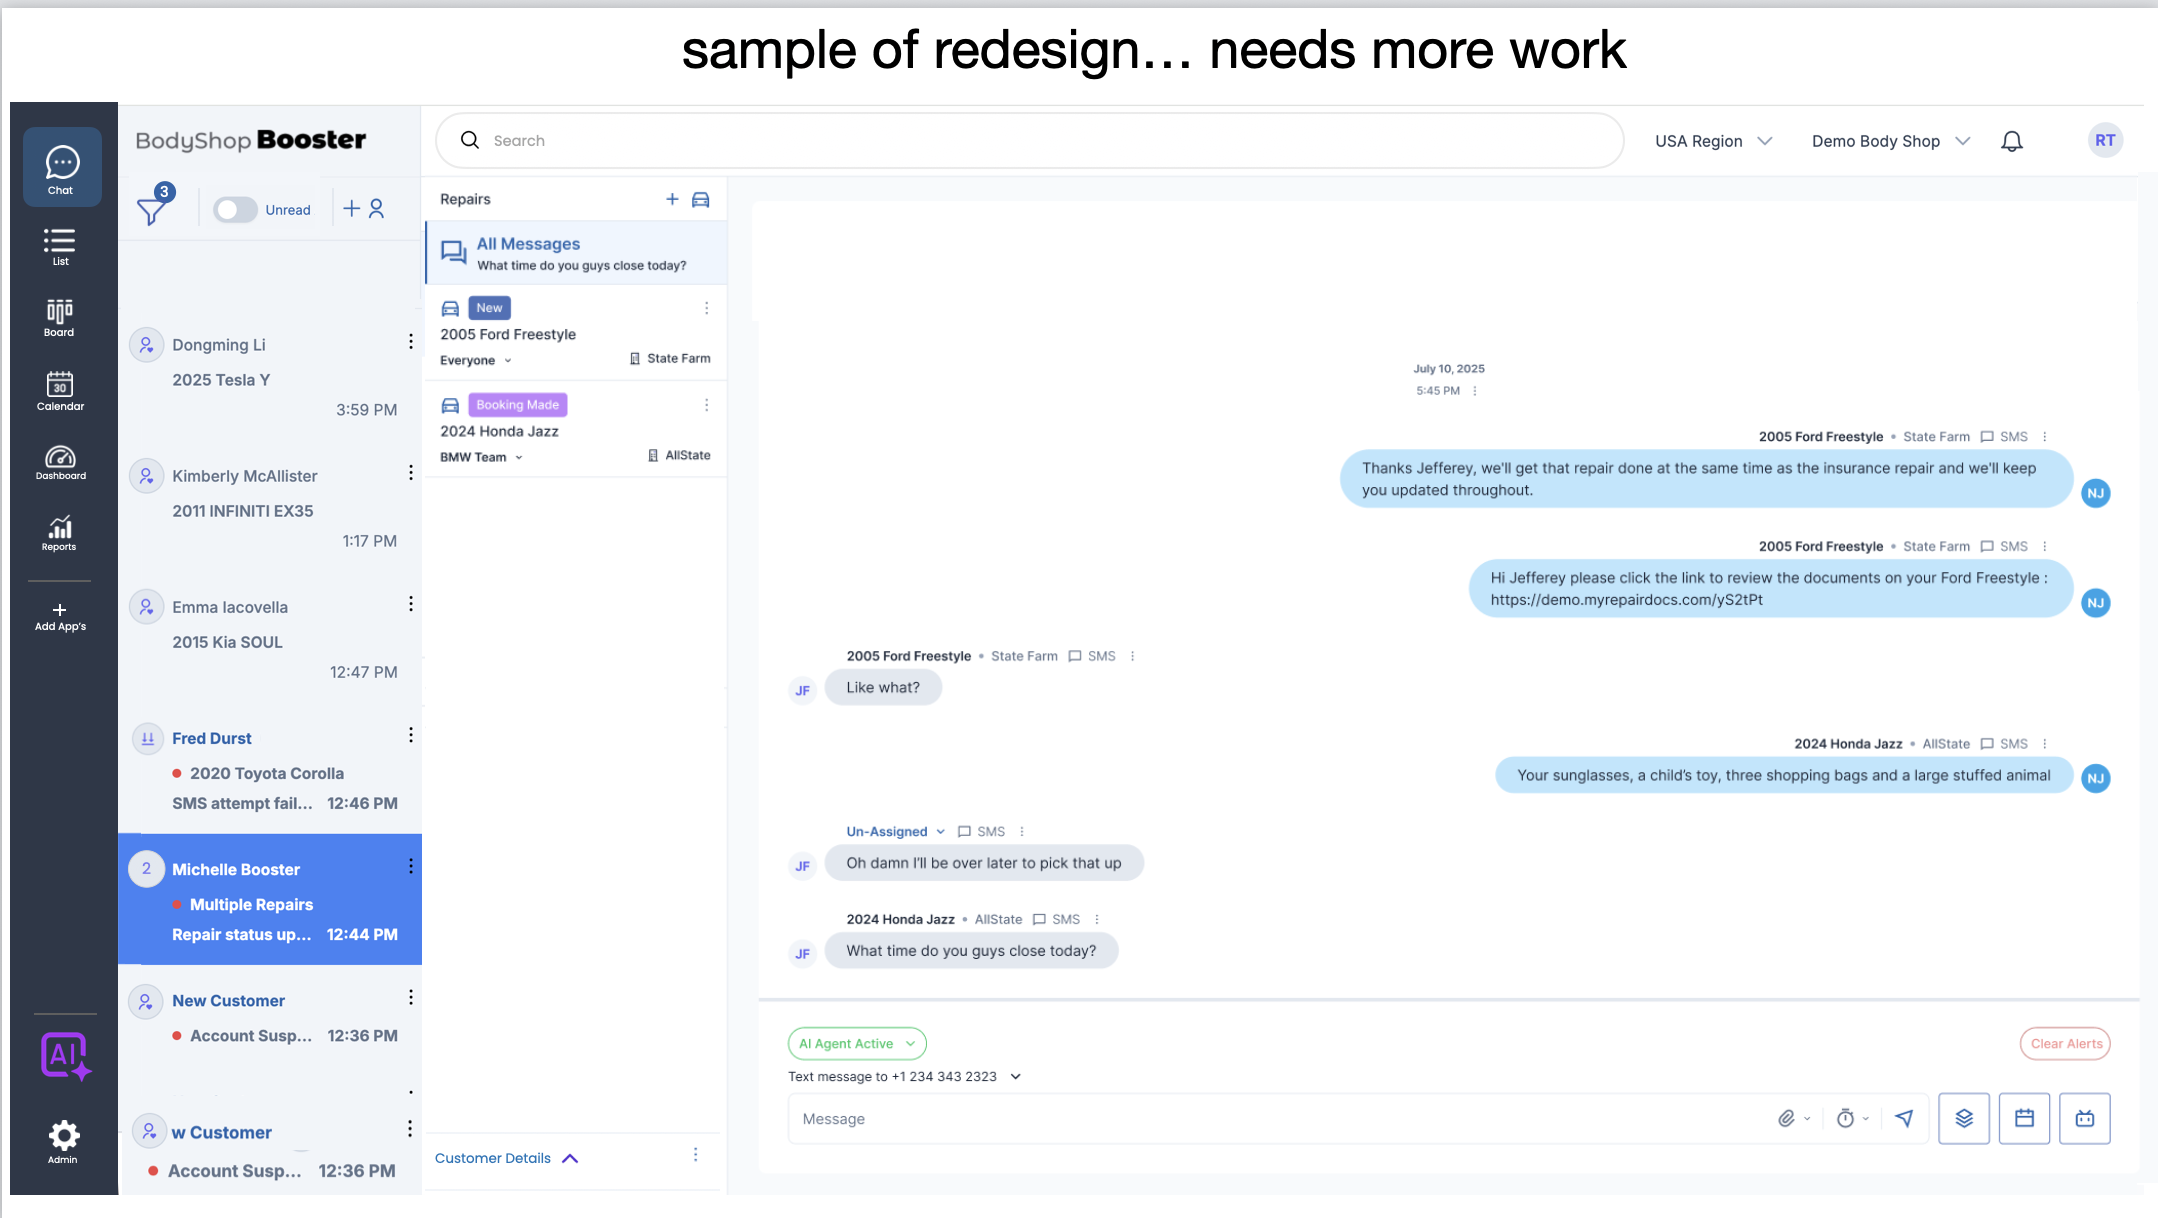 sample of redesign... needs more work
BodyShop Booster
Search
USA Region
Demo Body Shop
RT
Chat
List
Board
30
Calendar
Dashboard
Reports
+
Add App's
AI
Admin
3
Unread
Dongming Li
2025 Tesla Y
3:59 PM
Kimberly McAllister
2011 INFINITI EX35
1:17 PM
Emma Iacovella
2015 Kia SOUL
12:47 PM
Fred Durst
2020 Toyota Corolla
SMS attempt fail... 12:46 PM
2 Michelle Booster
Multiple Repairs
Repair status up... 12:44 PM
New Customer
Account Susp... 12:36 PM
w Customer
Account Susp... 12:36 PM
Repairs
All Messages
What time do you guys close today?
New
2005 Ford Freestyle
Everyone State Farm
Booking Made
2024 Honda Jazz
BMW Team AllState
Customer Details
July 10, 2025
5:45 PM
2005 Ford Freestyle • State Farm SMS
Thanks Jefferey, we'll get that repair done at the same time as the insurance repair and we'll keep
you updated throughout.
NJ
2005 Ford Freestyle • State Farm SMS
Hi Jefferey please click the link to review the documents on your Ford Freestyle :
https://demo.myrepairdocs.com/yS2tPt
NJ
2005 Ford Freestyle • State Farm SMS
JF Like what?
2024 Honda Jazz • AllState SMS
Your sunglasses, a child's toy, three shopping bags and a large stuffed animal
NJ
Un-Assigned SMS
JF Oh damn I'll be over later to pick that up
2024 Honda Jazz • AllState SMS
JF What time do you guys close today?
AI Agent Active
Clear Alerts
Text message to +1 234 343 2323
Message